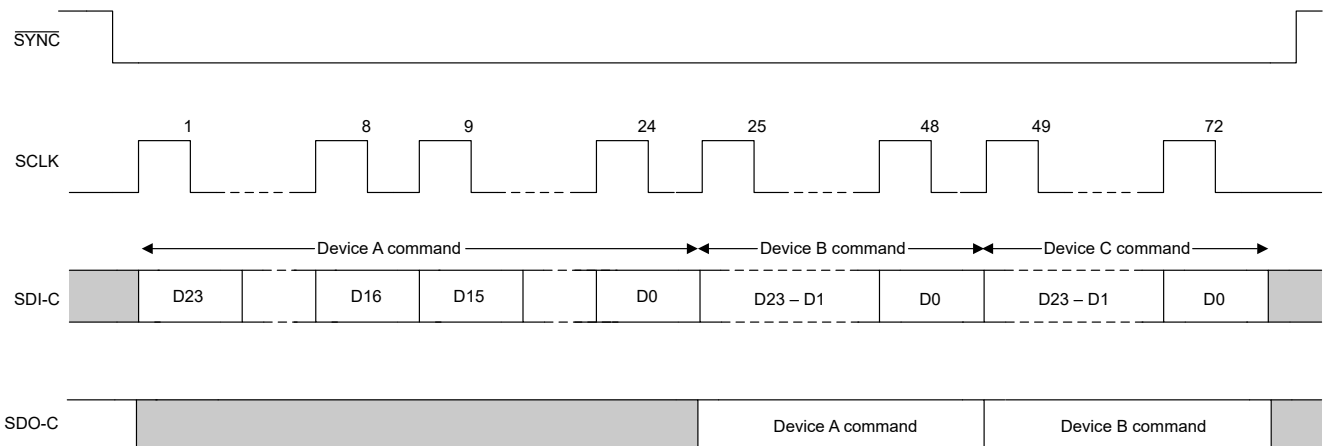 SYNC
1 8 9 24 25 48 49 72
SCLK
Device A command Device B command Device C command
SDI-C D23 D16 D15 D0 D23 – D1 D0 D23 – D1 D0
SDO-C Device A command Device B command